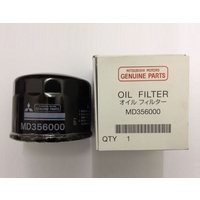 MD356000
MITSUBISHI MOTORS
GENUINE PARTS
OIL FILTER
オイル フィルター
MD356000
QTY 1